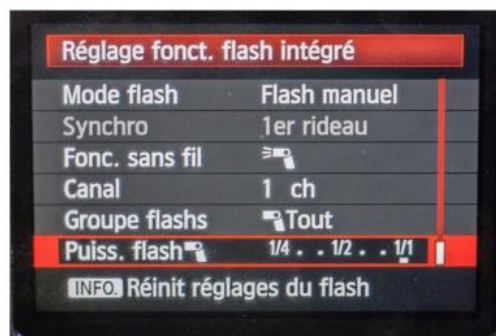 Réglage fonct. flash intégré
Mode flash Flash manuel
Synchro 1er rideau
Fonc. sans fil
Canal 1 ch
Groupe flashs Tout
Puiss. flash 1/4 . . 1/2 . . 1/1
INFO. Réinit réglages du flash